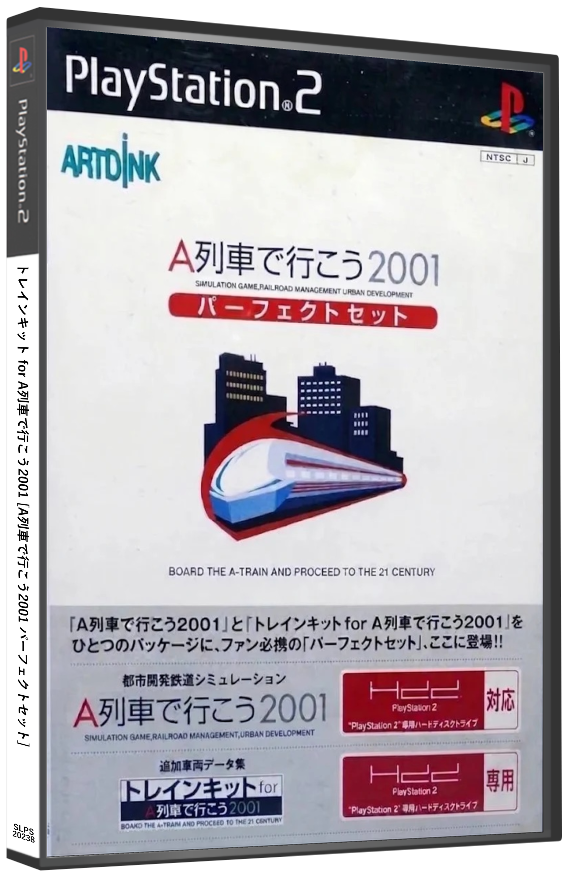 PlayStation®2
トレインキット for A列車で行こう2001 [A列車で行こう2001 パーフェクトセット]
SLPS
20238
PlayStation®2
NTSC J
ARTDINK
A列車で行こう2001
SIMULATION GAME,RAILROAD MANAGEMENT URBAN DEVELOPMENT
パーフェクトセット
BOARD THE A-TRAIN AND PROCEED TO THE 21 CENTURY
「A列車で行こう2001」と「トレインキット for A列車で行こう2001」を
ひとつのパッケージに、ファン必携の「パーフェクトセット」、ここに登場!!
都市開発鉄道シミュレーション
A列車で行こう2001
SIMULATION GAME,RAILROAD MANAGEMENT,URBAN DEVELOPMENT
Hdd
PlayStation 2
"PlayStation 2"専用ハードディスクドライブ
対応
追加車両データ集
トレインキット for
A列車で行こう2001
BOARD THE A-TRAIN AND PROCEED TO THE 21 CENTURY
Hdd
PlayStation 2
"PlayStation 2"専用ハードディスクドライブ
専用